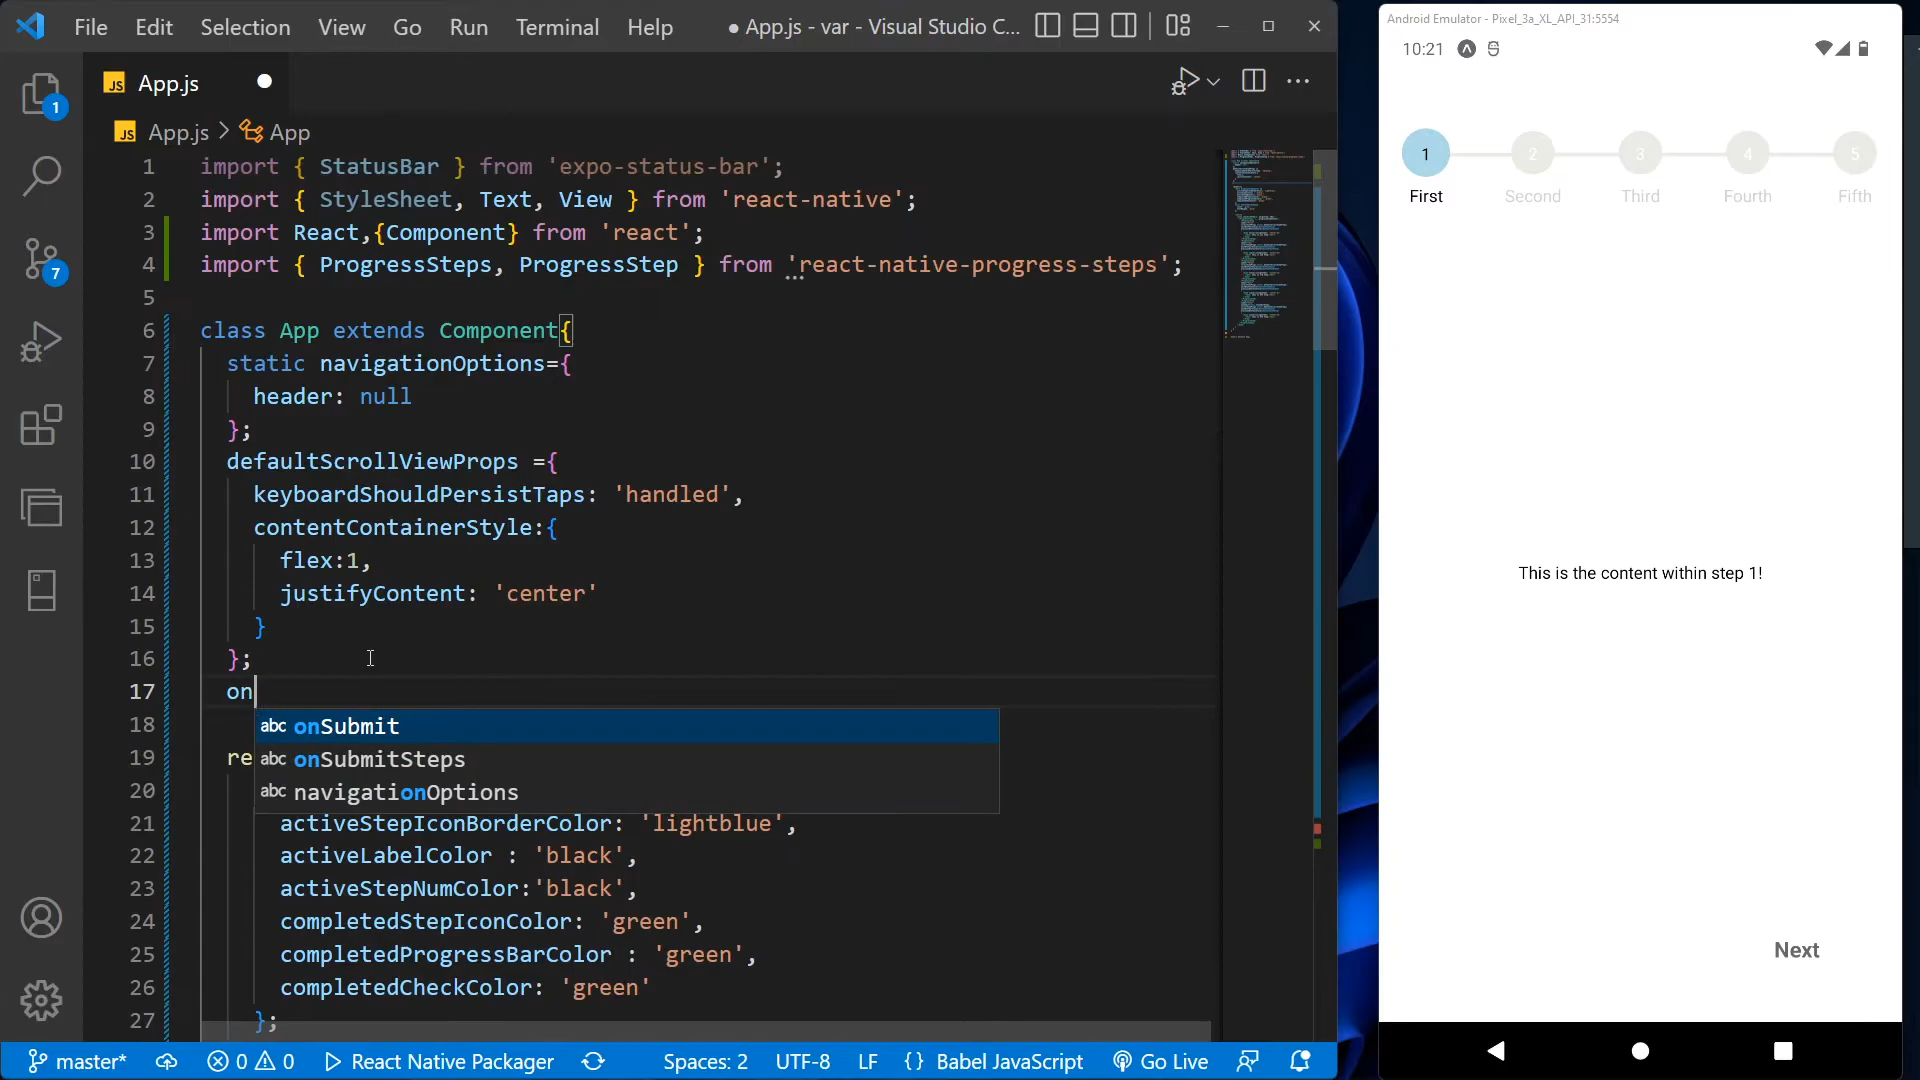 File Edit Selection View Go Run Terminal Help ● App.js - var - Visual Studio C...
JS App.js
JS App.js > App
1 import { StatusBar } from 'expo-status-bar';
2 import { StyleSheet, Text, View } from 'react-native';
3 import React,{Component} from 'react';
4 import { ProgressSteps, ProgressStep } from 'react-native-progress-steps';
5
6 class App extends Component{
7 static navigationOptions={
8 header: null
9 };
10 defaultScrollViewProps ={
11 keyboardShouldPersistTaps: 'handled',
12 contentContainerStyle:{
13 flex:1,
14 justifyContent: 'center'
15 }
16 };
17 on
18
abc onSubmit
abc onSubmitSteps
abc navigationOptions
19 re
20
21 activeStepIconBorderColor: 'lightblue',
22 activeLabelColor : 'black',
23 activeStepNumColor:'black',
24 completedStepIconColor: 'green',
25 completedProgressBarColor : 'green',
26 completedCheckColor: 'green'
27 };
1
7
master* 0 0 React Native Packager Spaces: 2 UTF-8 LF {} Babel JavaScript Go Live
Android Emulator - Pixel_3a_XL_API_31:5554
10:21
1 2 3 4 5
First Second Third Fourth Fifth
This is the content within step 1!
Next